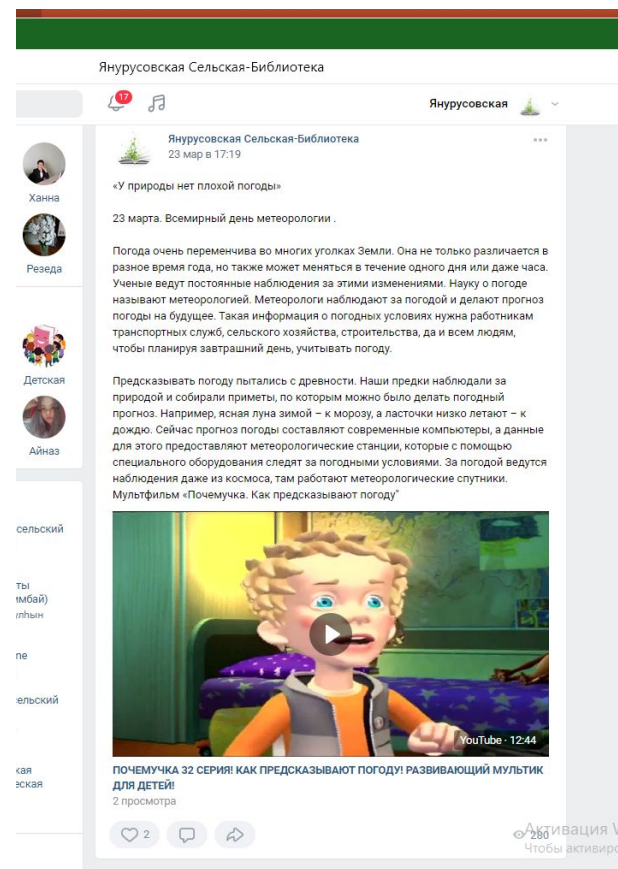 Янурусовская Сельская-Библиотека
17
Янурусовская
Янурусовская Сельская-Библиотека
23 мар в 17:19
«У природы нет плохой погоды»
23 марта. Всемирный день метеорологии .
Погода очень переменчива во многих уголках Земли. Она не только различается в
разное время года, но также может меняться в течение одного дня или даже часа.
Ученые ведут постоянные наблюдения за этими изменениями. Науку о погоде
называют метеорологией. Метеорологи наблюдают за погодой и делают прогноз
погоды на будущее. Такая информация о погодных условиях нужна работникам
транспортных служб, сельского хозяйства, строительства, да и всем людям,
чтобы планируя завтрашний день, учитывать погоду.
Предсказывать погоду пытались с древности. Наши предки наблюдали за
природой и собирали приметы, по которым можно было делать погодный
прогноз. Например, ясная луна зимой – к морозу, а ласточки низко летают – к
дождю. Сейчас прогноз погоды составляют современные компьютеры, а данные
для этого предоставляют метеорологические станции, которые с помощью
специального оборудования следят за погодными условиями. За погодой ведутся
наблюдения даже из космоса, там работают метеорологические спутники.
Мультфильм «Почемучка. Как предсказывают погоду"
YouTube · 12:44
ПОЧЕМУЧКА 32 СЕРИЯ! КАК ПРЕДСКАЗЫВАЮТ ПОГОДУ! РАЗВИВАЮЩИЙ МУЛЬТИК
ДЛЯ ДЕТЕЙ!
2 просмотра
2
280
Ханна
Резеда
Детская
Айназ
сельский
ты
имбай)
улһын
пе
ельский
кая
еская
Активация
Чтобы активиро